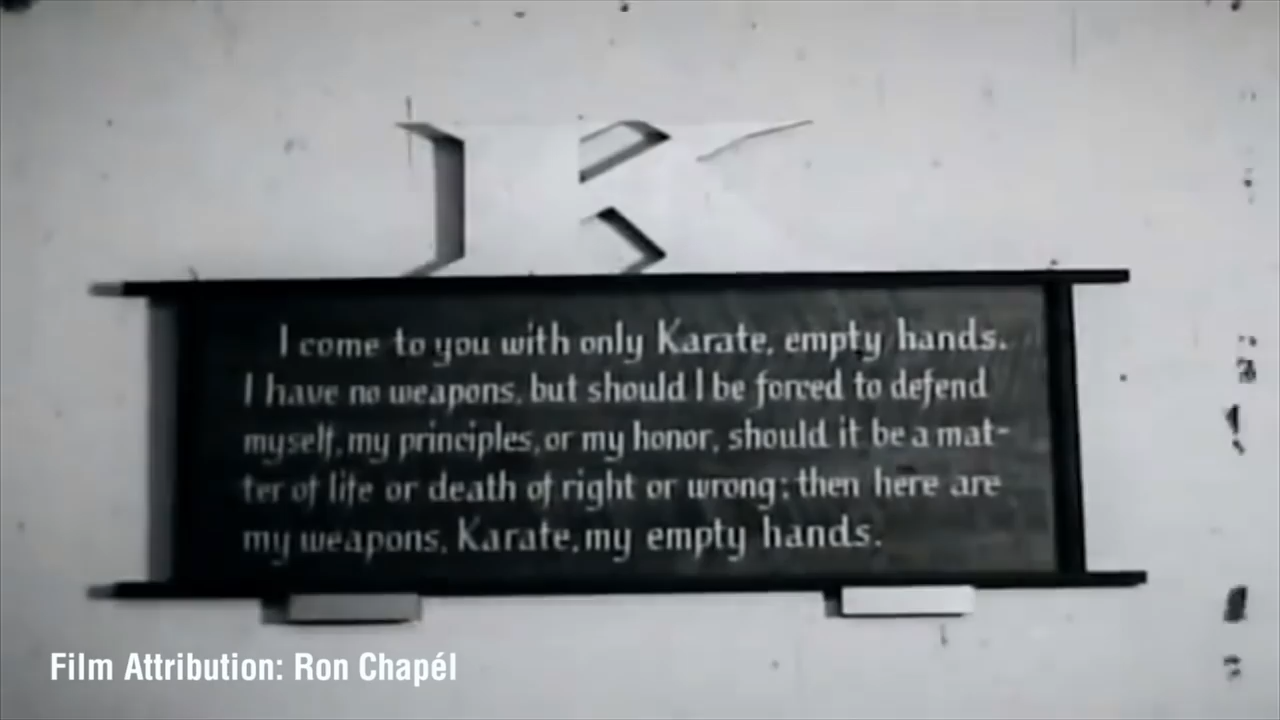 I come to you with only Karate, empty hands.
I have no weapons, but should I be forced to defend
myself, my principles, or my honor, should it be a mat-
ter of life or death of right or wrong; then here are
my weapons, Karate, my empty hands.
Film Attribution: Ron Chapél